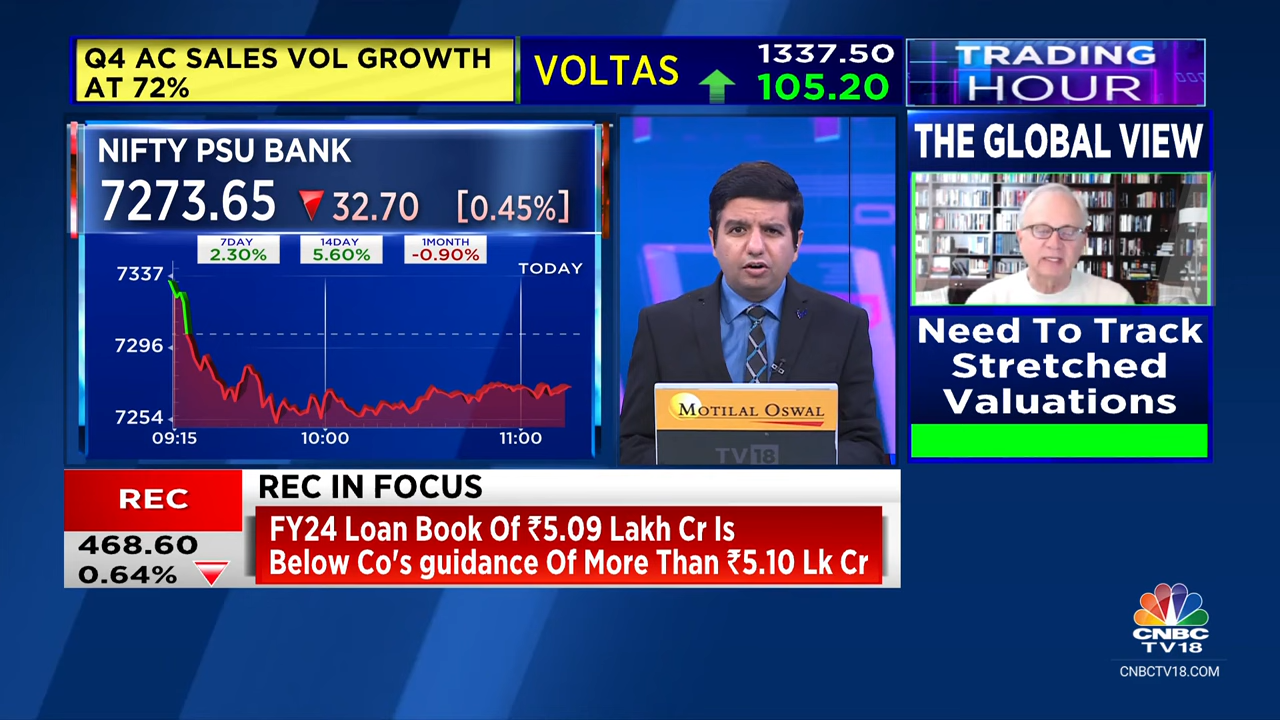 Q4 AC SALES VOL GROWTH
AT 72%
VOLTAS
1337.50
105.20
TRADING
HOUR
NIFTY PSU BANK
7273.65 32.70 [0.45%]
7DAY
2.30%
14DAY
5.60%
1MONTH
-0.90%
TODAY
7337
7296
7254
09:15 10:00 11:00
MOTILAL OSWAL
TV18
THE GLOBAL VIEW
Need To Track
Stretched
Valuations
REC
468.60
0.64%
REC IN FOCUS
FY24 Loan Book Of ₹5.09 Lakh Cr Is
Below Co's guidance Of More Than ₹5.10 Lk Cr
CNBC
TV18
CNBCTV18.COM